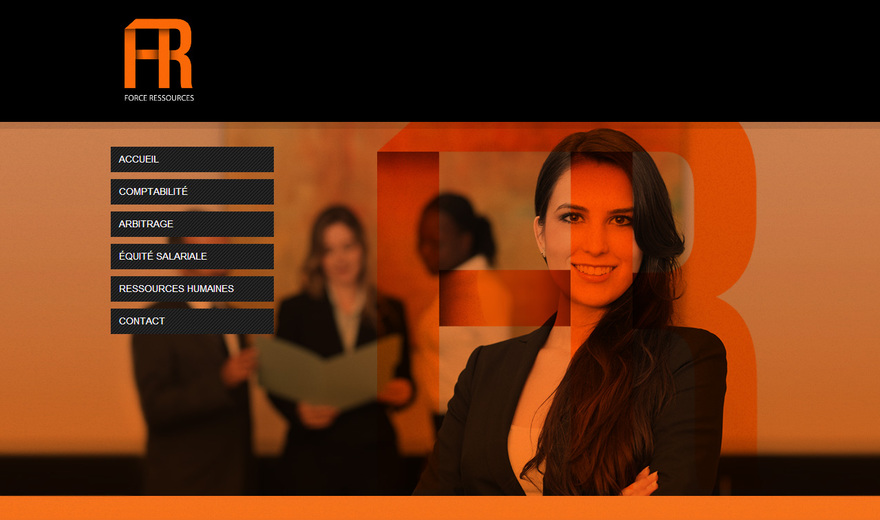 FR
FORCE RESSOURCES
ACCUEIL
COMPTABILITÉ
ARBITRAGE
ÉQUITÉ SALARIALE
RESSOURCES HUMAINES
CONTACT